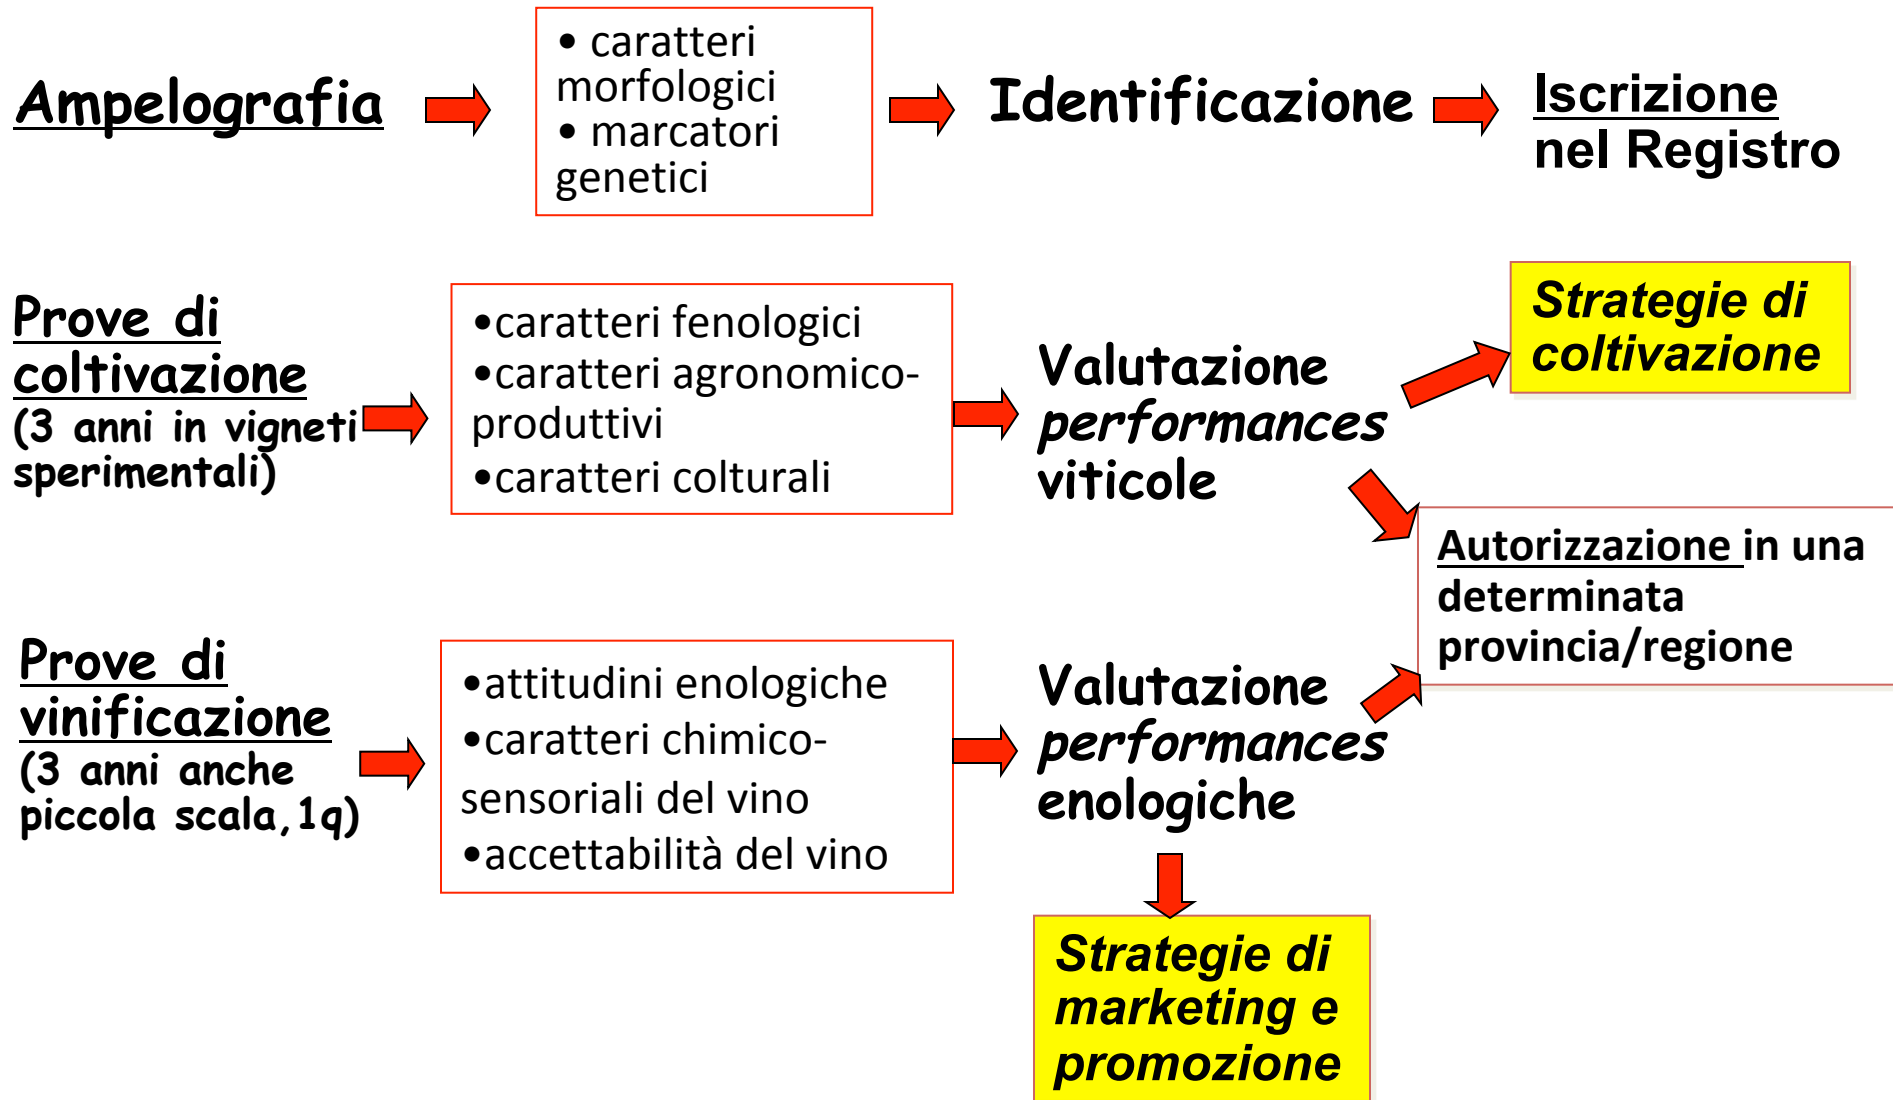 Ampelografia
• caratteri
morfologici
• marcatori
genetici
Identificazione
Iscrizione
nel Registro
Prove di
coltivazione
(3 anni in vigneti
sperimentali)
•caratteri fenologici
•caratteri agronomico-
produttivi
•caratteri colturali
Valutazione
performances
viticole
Strategie di
coltivazione
Autorizzazione in una
determinata
provincia/regione
Prove di
vinificazione
(3 anni anche
piccola scala,1q)
•attitudini enologiche
•caratteri chimico-
sensoriali del vino
•accettabilità del vino
Valutazione
performances
enologiche
Strategie di
marketing e
promozione